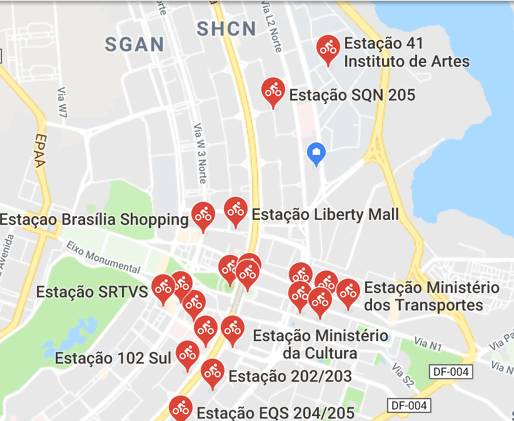 SHCN
SGAN
Via L2 Norte
Estação 41
Instituto de Artes
Via W7
Estação SQN 205
EPAA
Via W 3 Norte
Estaçao Brasília Shopping
Estação Liberty Mall
Avenida
Eixo Monumental
Estação SRTVS
Estação Ministério
dos Transportes
Estação Ministério
da Cultura
Via N1
Estação 102 Sul
Via S2
DF-004
Estação 202/203
DF-004
Estação EQS 204/205